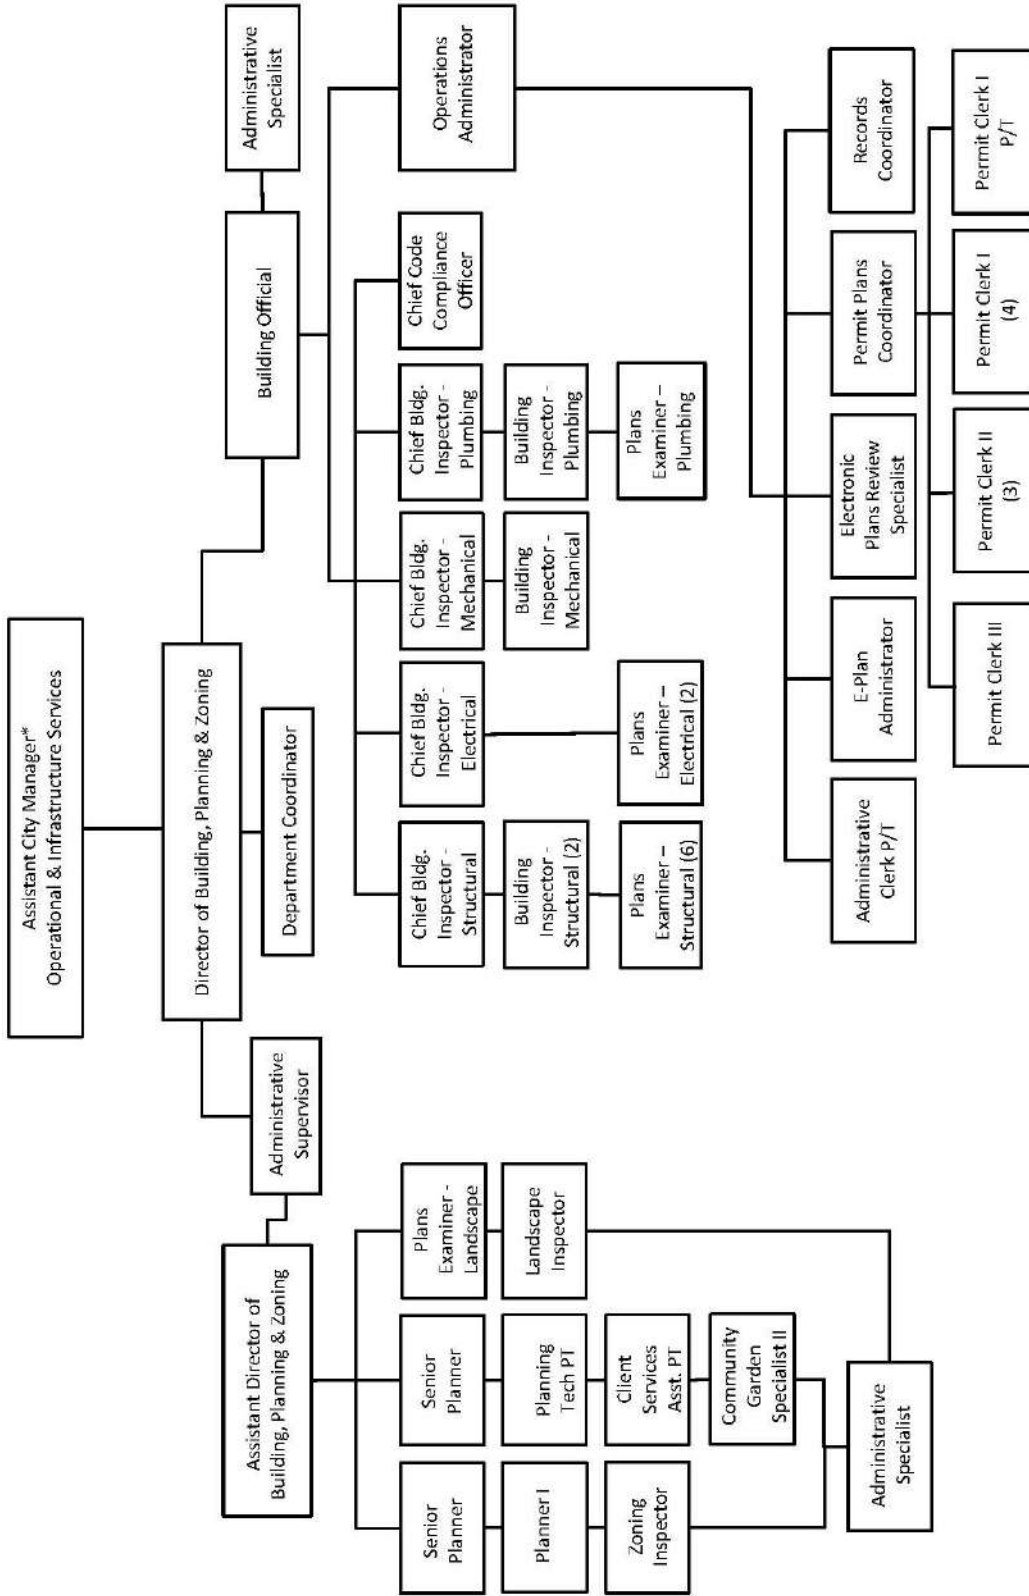 Assistant City Manager*
Operational & Infrastructure Services
Director of Building, Planning & Zoning
Department Coordinator
Administrative
Supervisor
Assistant Director of
Building, Planning & Zoning
Building Official
Administrative
Specialist
Senior
Planner
Planner I
Zoning
Inspector
Senior
Planner
Planning
Tech PT
Client
Services
Asst. PT
Community
Garden
Specialist II
Plans
Examiner -
Landscape
Landscape
Inspector
Administrative
Specialist
Chief Bldg.
Inspector -
Structural
Building
Inspector -
Structural (2)
Plans
Examiner –
Structural (6)
Chief Bldg.
Inspector -
Electrical
Plans
Examiner –
Electrical (2)
Chief Bldg.
Inspector -
Mechanical
Building
Inspector –
Mechanical
Chief Bldg.
Inspector -
Plumbing
Building
Inspector -
Plumbing
Plans
Examiner –
Plumbing
Chief Code
Compliance
Officer
Operations
Administrator
Administrative
Clerk P/T
E-Plan
Administrator
Electronic
Plans Review
Specialist
Permit Plans
Coordinator
Records
Coordinator
Permit Clerk III
Permit Clerk II
(3)
Permit Clerk I
(4)
Permit Clerk I
P/T